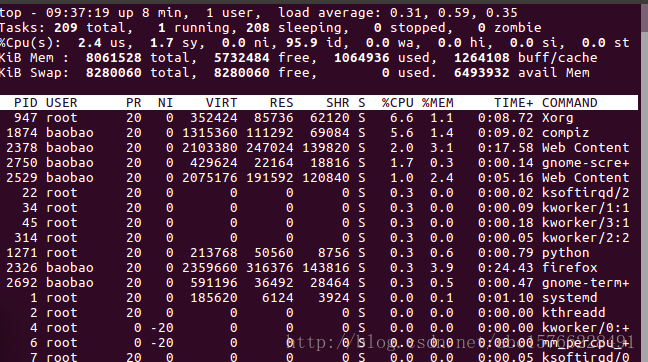 top - 09:37:19 up 8 min,  1 user,  load average: 0.31, 0.59, 0.35
Tasks: 209 total,   1 running, 208 sleeping,   0 stopped,   0 zombie
%Cpu(s):  2.4 us,  1.7 sy,  0.0 ni, 95.9 id,  0.0 wa,  0.0 hi,  0.0 si,  0.0 st
KiB Mem :  8061528 total,  5732484 free,  1064936 used,  1264108 buff/cache
KiB Swap:  8280060 total,  8280060 free,        0 used.  6493932 avail Mem
PID USER PR NI VIRT RES SHR S %CPU %MEM TIME+ COMMAND
947 root 20 0 352424 85736 62120 S 6.6 1.1 0:08.72 Xorg
1874 baobao 20 0 1315360 111292 69084 S 5.6 1.4 0:09.02 compiz
2378 baobao 20 0 2103380 247024 139820 S 2.0 3.1 0:17.58 Web Content
2750 baobao 20 0 429624 22164 18816 S 1.7 0.3 0:00.14 gnome-scre+
2529 baobao 20 0 2075176 191592 120840 S 1.0 2.4 0:05.16 Web Content
22 root 20 0 0 0 0 S 0.3 0.0 0:00.02 ksoftirqd/2
34 root 20 0 0 0 0 S 0.3 0.0 0:00.09 kworker/1:1
45 root 20 0 0 0 0 S 0.3 0.0 0:00.18 kworker/3:1
314 root 20 0 0 0 0 S 0.3 0.0 0:00.05 kworker/2:2
1271 root 20 0 213768 50560 8756 S 0.3 0.6 0:00.79 python
2326 baobao 20 0 2359660 316376 143816 S 0.3 3.9 0:24.43 firefox
2692 baobao 20 0 591196 36492 28464 S 0.3 0.5 0:00.47 gnome-term+
1 root 20 0 185620 6124 3924 S 0.0 0.1 0:01.10 systemd
2 root 20 0 0 0 0 S 0.0 0.0 0:00.00 kthreadd
4 root 0 -20 0 0 0 S 0.0 0.0 0:00.00 kworker/0:+
6 root 0 -20 0 0 0 S 0.0 0.0 0:00.00 mm_percpu_+
7 root 20 0 0 0 0 S 0.0 0.0 0:00.05 ksoftirqd/0